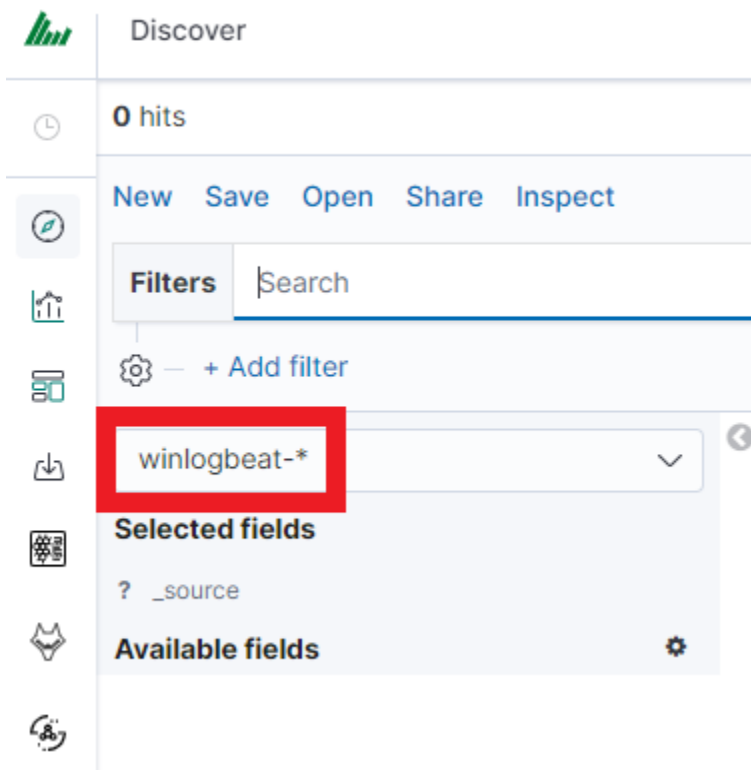 Discover
0 hits
New Save Open Share Inspect
Filters Search
+ Add filter
winlogbeat-*
Selected fields
? _source
Available fields